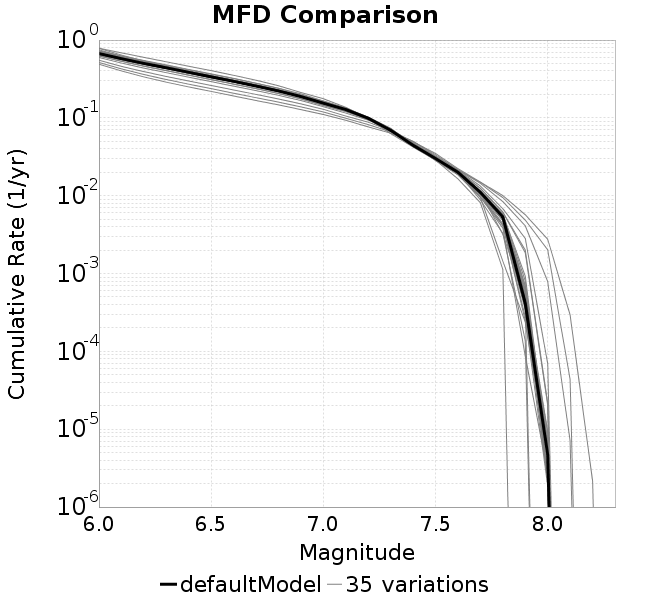 MFD Comparison
10^0
10^-1
10^-2
10^-3
10^-4
10^-5
10^-6
Cumulative Rate (1/yr)
6.0 6.5 7.0 7.5 8.0
Magnitude
defaultModel 35 variations